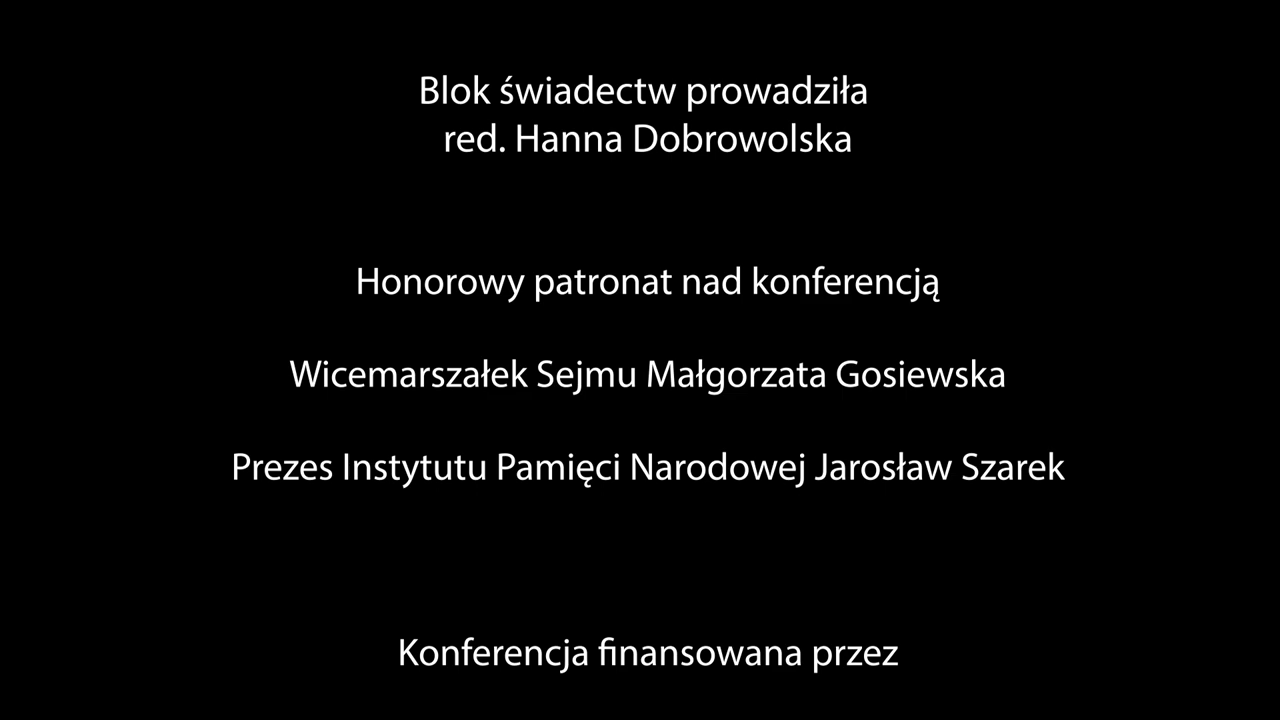 Blok świadectw prowadziła
red. Hanna Dobrowolska
Honorowy patronat nad konferencją
Wicemarszałek Sejmu Małgorzata Gosiewska
Prezes Instytutu Pamięci Narodowej Jarosław Szarek
Konferencja finansowana przez